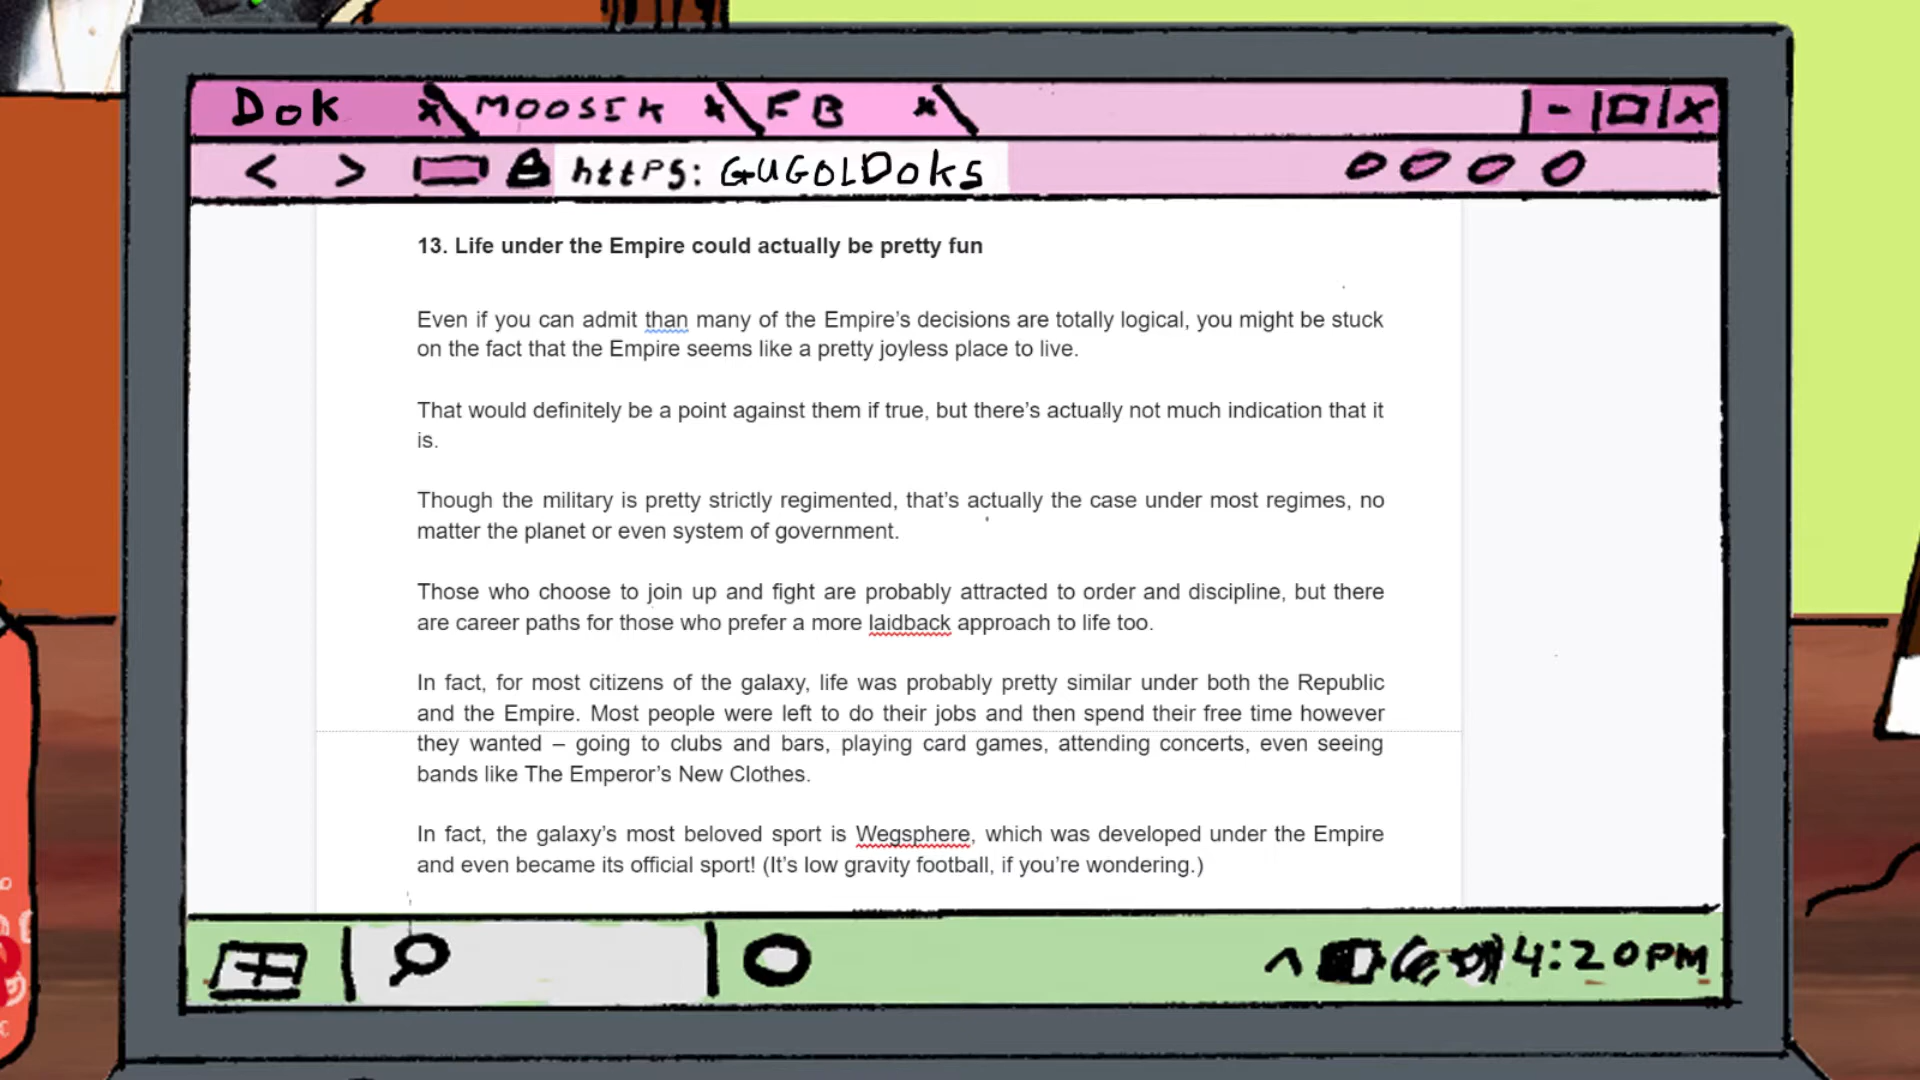 Dok x MOOSIK x FB x - x
< > https: GUGOLDoks
13. Life under the Empire could actually be pretty fun
Even if you can admit than many of the Empire’s decisions are totally logical, you might be stuck
on the fact that the Empire seems like a pretty joyless place to live.
That would definitely be a point against them if true, but there’s actually not much indication that it
is.
Though the military is pretty strictly regimented, that’s actually the case under most regimes, no
matter the planet or even system of government.
Those who choose to join up and fight are probably attracted to order and discipline, but there
are career paths for those who prefer a more laidback approach to life too.
In fact, for most citizens of the galaxy, life was probably pretty similar under both the Republic
and the Empire. Most people were left to do their jobs and then spend their free time however
they wanted – going to clubs and bars, playing card games, attending concerts, even seeing
bands like The Emperor’s New Clothes.
In fact, the galaxy’s most beloved sport is Wegsphere, which was developed under the Empire
and even became its official sport! (It’s low gravity football, if you’re wondering.)
4:20PM